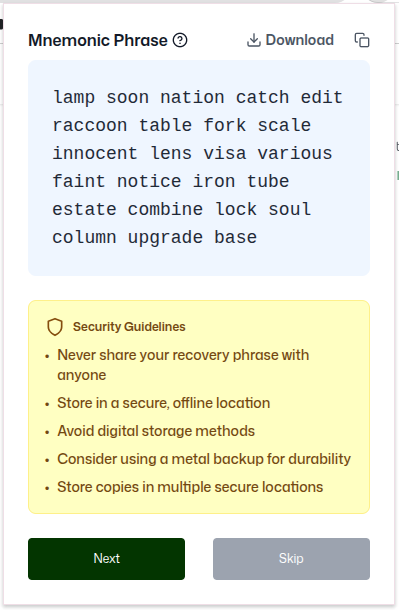 Mnemonic Phrase
Download
lamp soon nation catch edit
raccoon table fork scale
innocent lens visa various
faint notice iron tube
estate combine lock soul
column upgrade base
Security Guidelines
• Never share your recovery phrase with
anyone
• Store in a secure, offline location
• Avoid digital storage methods
• Consider using a metal backup for durability
• Store copies in multiple secure locations
Next
Skip